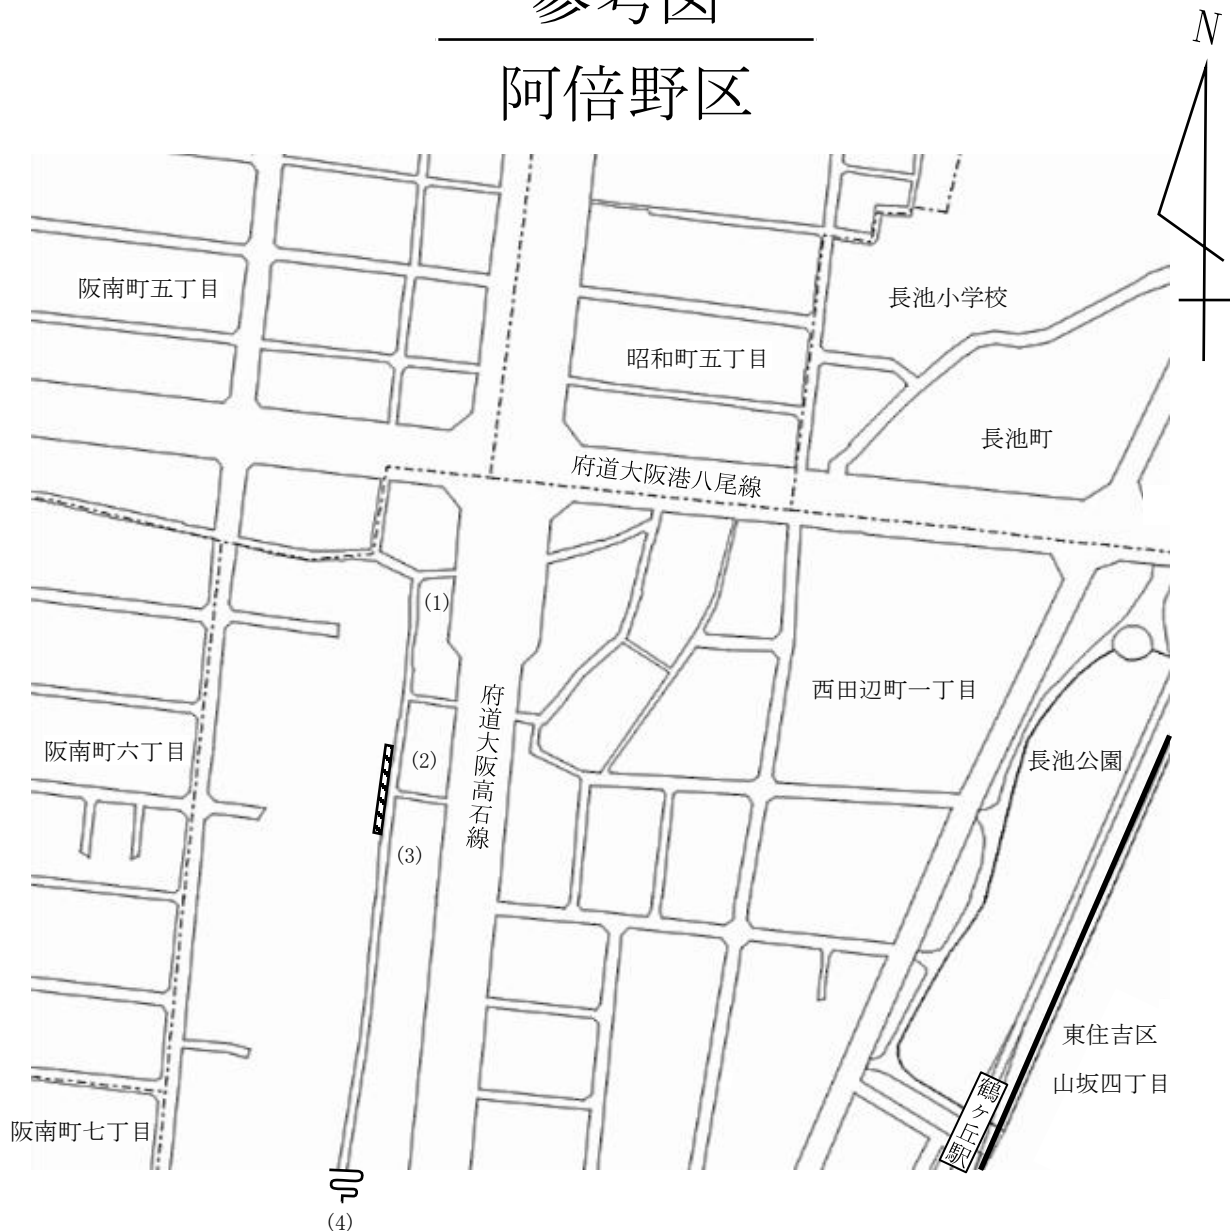 参考図
阿倍野区
N
阪南町五丁目
長池小学校
昭和町五丁目
長池町
府道大阪港八尾線
(1)
西田辺町一丁目
府道大阪高石線
阪南町六丁目
(2)
長池公園
(3)
東住吉区
山坂四丁目
鶴ヶ丘駅
阪南町七丁目
(4)